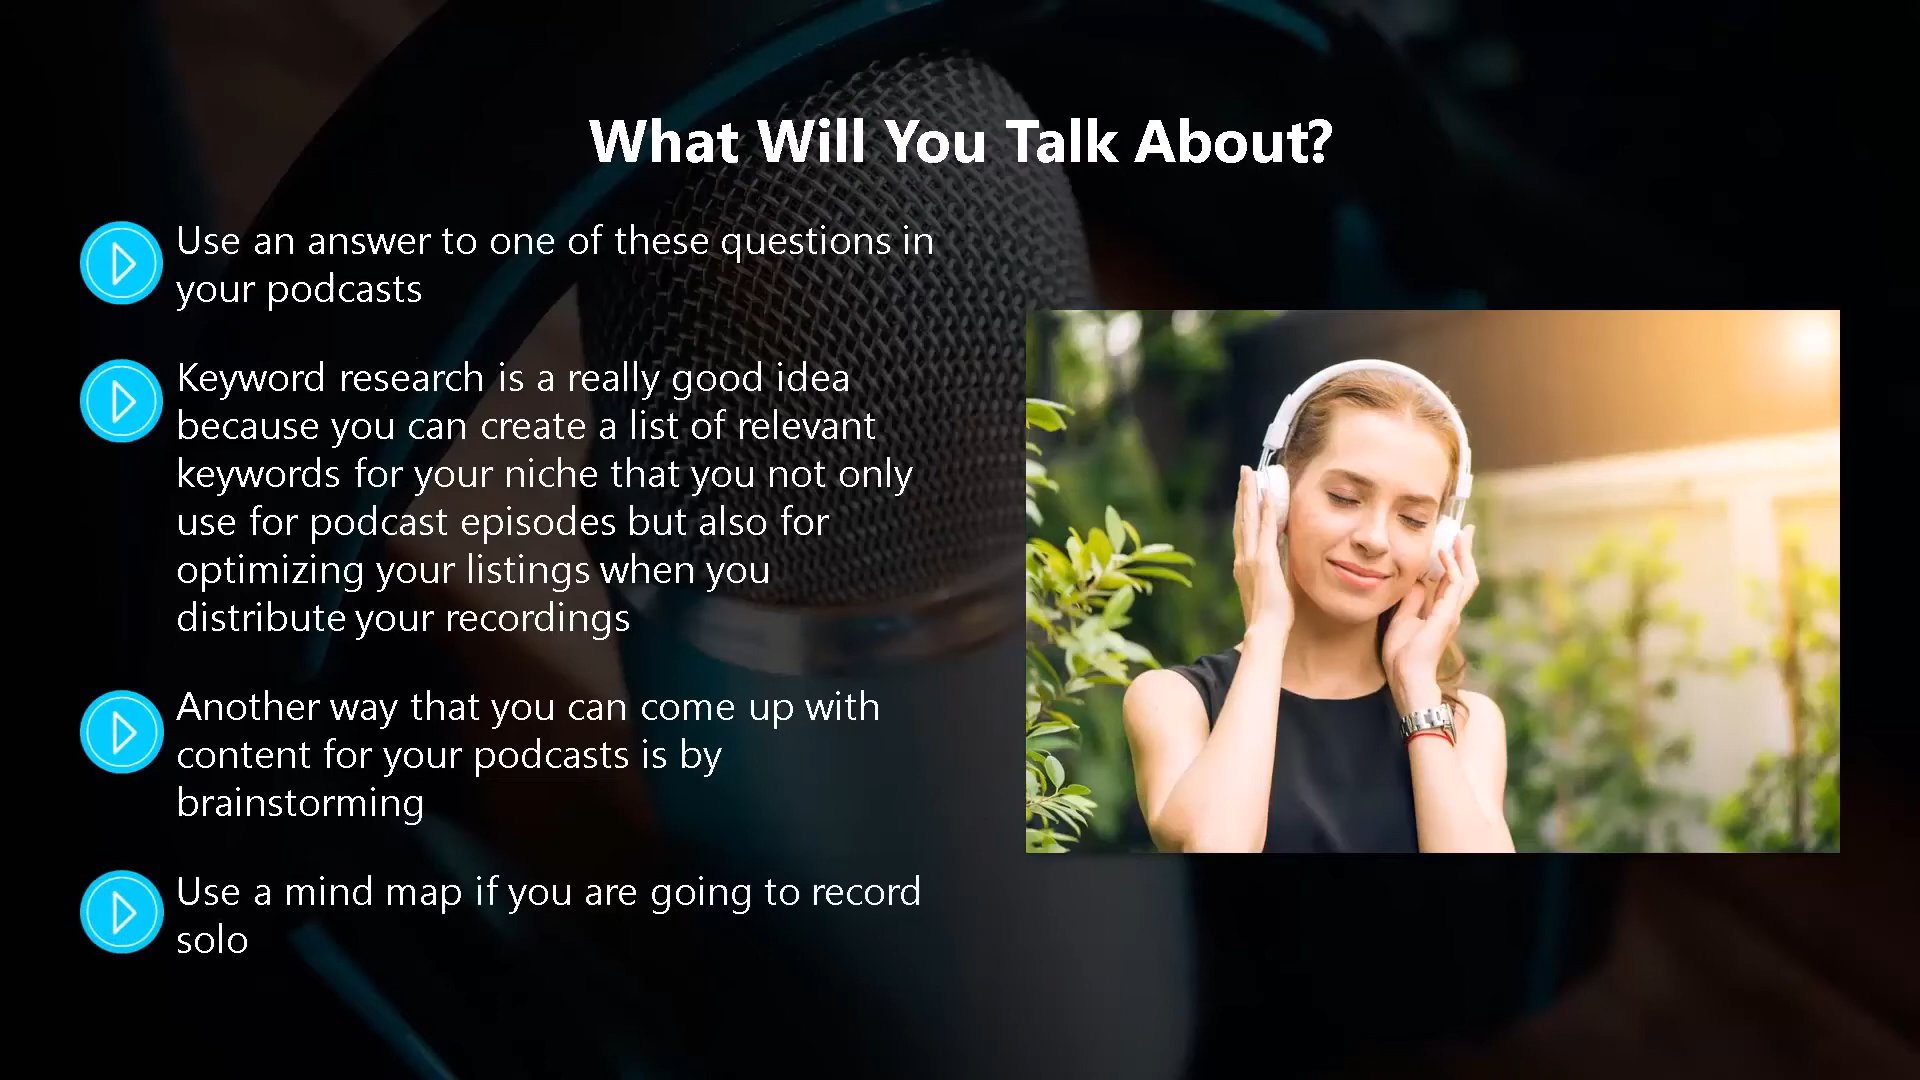 What Will You Talk About?
Use an answer to one of these questions in
your podcasts
Keyword research is a really good idea
because you can create a list of relevant
keywords for your niche that you not only
use for podcast episodes but also for
optimizing your listings when you
distribute your recordings
Another way that you can come up with
content for your podcasts is by
brainstorming
Use a mind map if you are going to record
solo